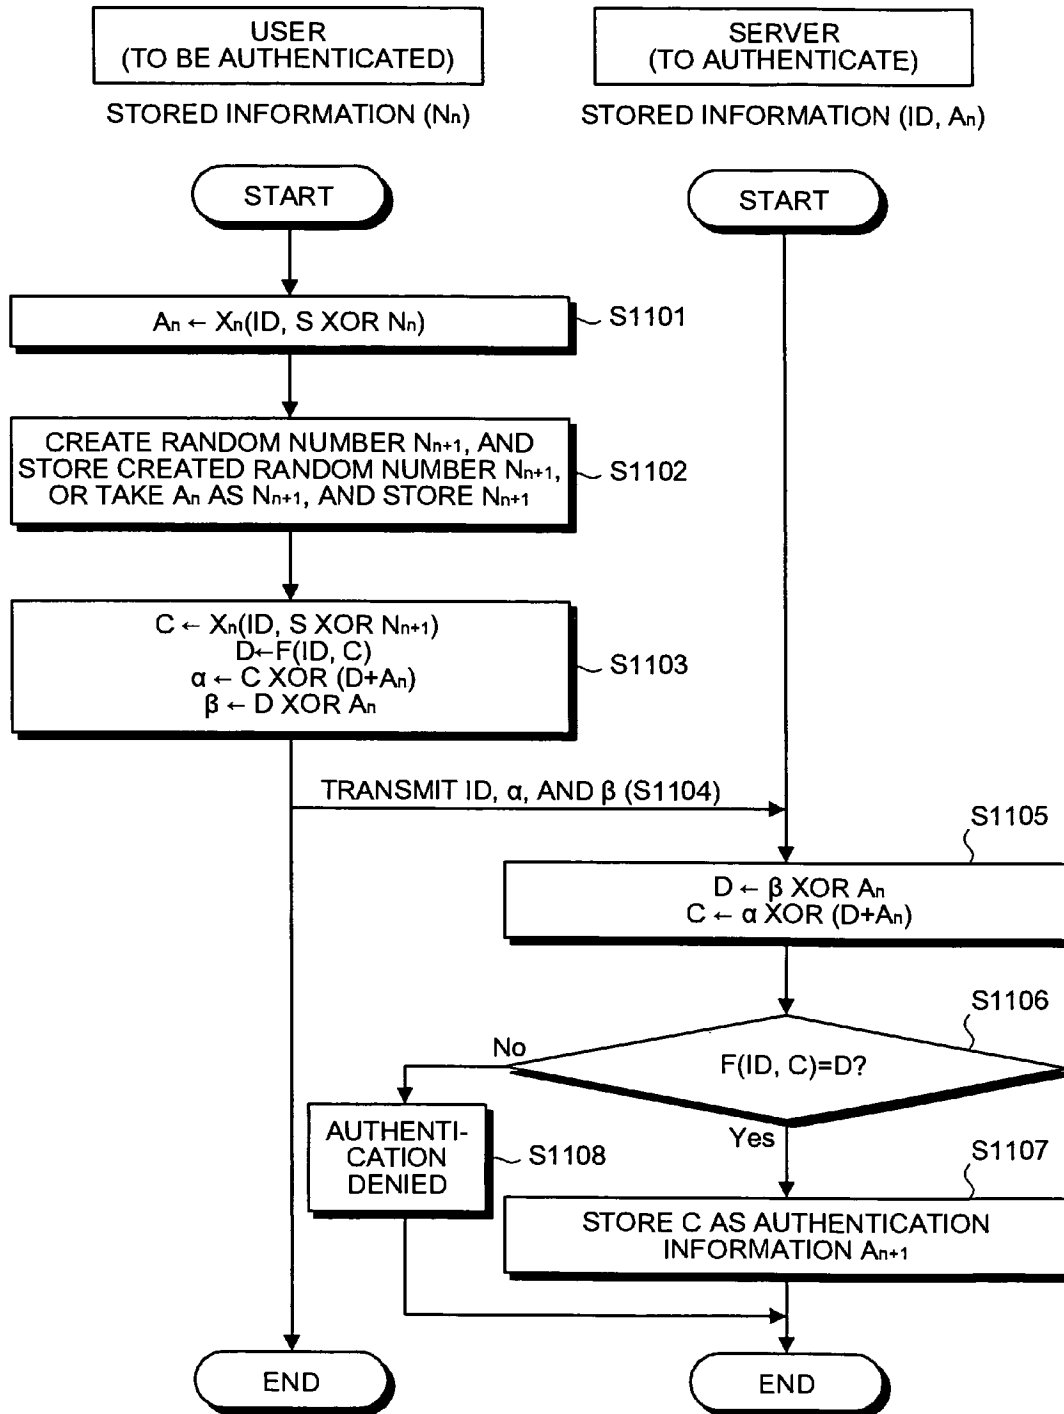 USER
(TO BE AUTHENTICATED)
STORED INFORMATION (Nn)
SERVER
(TO AUTHENTICATE)
STORED INFORMATION (ID, An)
START
START
An ← Xn(ID, S XOR Nn)
S1101
CREATE RANDOM NUMBER Nn+1, AND
STORE CREATED RANDOM NUMBER Nn+1,
OR TAKE An AS Nn+1, AND STORE Nn+1
S1102
C ← Xn(ID, S XOR Nn+1)
D←F(ID, C)
α ← C XOR (D+An)
β ← D XOR An
S1103
TRANSMIT ID, α, AND β (S1104)
S1105
D ← β XOR An
C ← α XOR (D+An)
S1106
F(ID, C)=D?
No
Yes
AUTHENTI-
CATION
DENIED
S1108
S1107
STORE C AS AUTHENTICATION
INFORMATION An+1
END
END